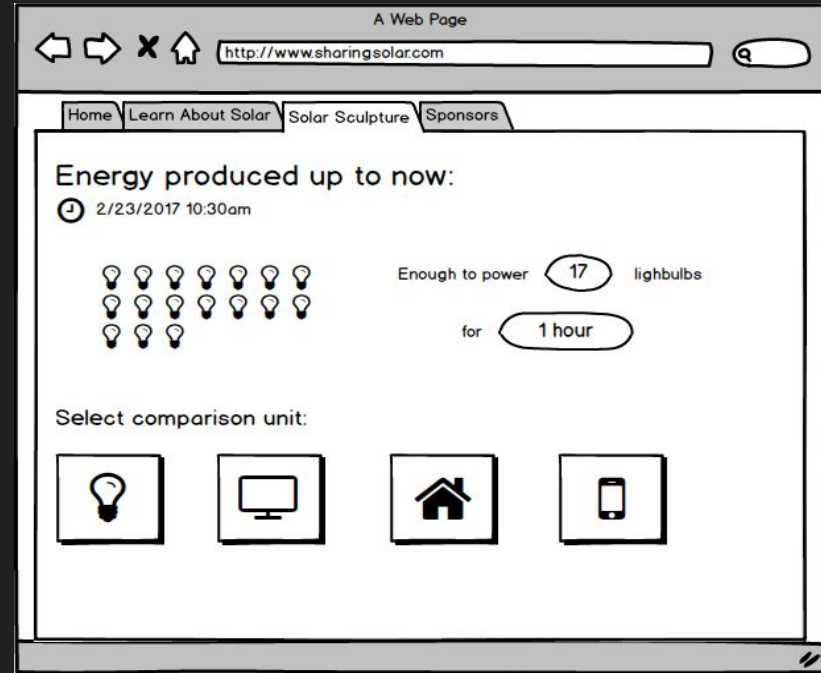 A Web Page
http://www.sharingsolar.com
Home Learn About Solar Solar Sculpture Sponsors
Energy produced up to now:
2/23/2017 10:30am
Enough to power 17 lighbulbs
for 1 hour
Select comparison unit: